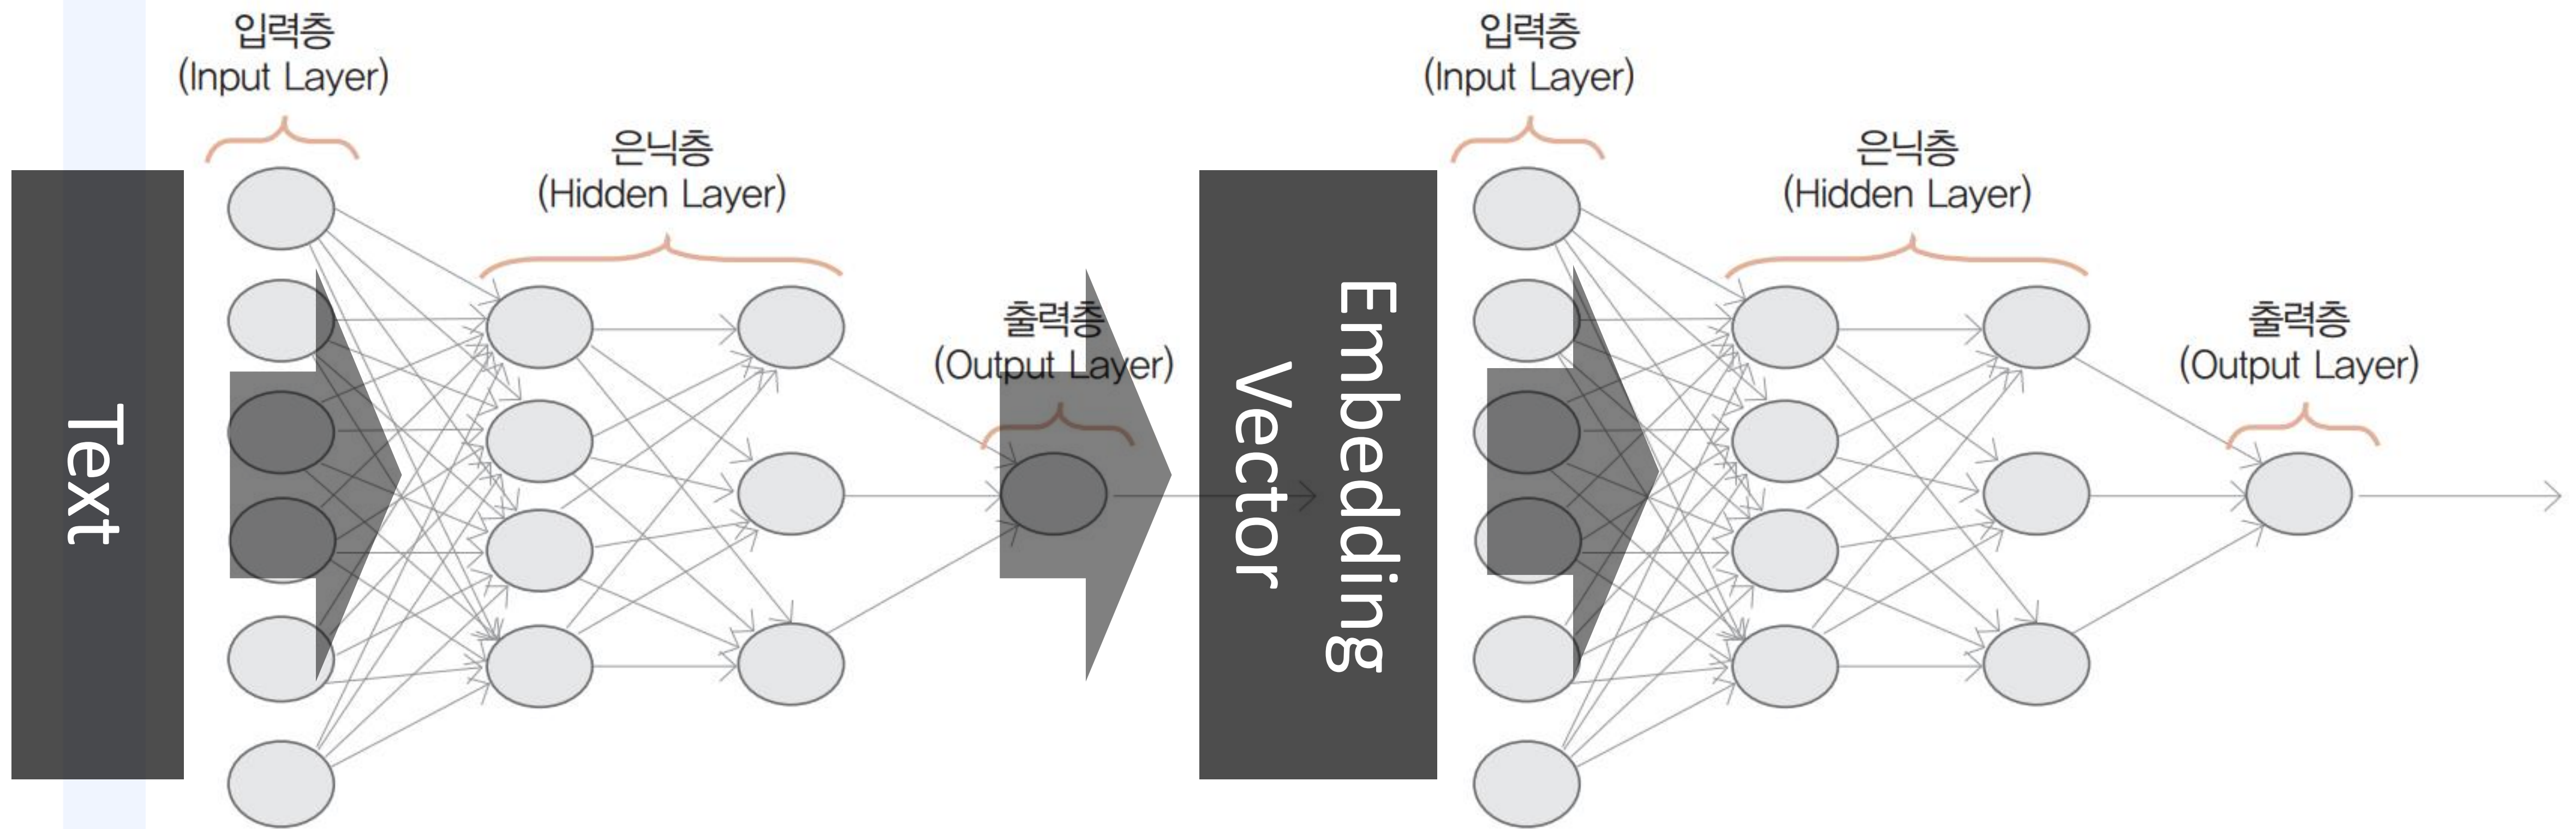 입력층
(Input Layer)
은닉층
(Hidden Layer)
출력층
(Output Layer)
Text
Embedding
Vector
입력층
(Input Layer)
은닉층
(Hidden Layer)
출력층
(Output Layer)